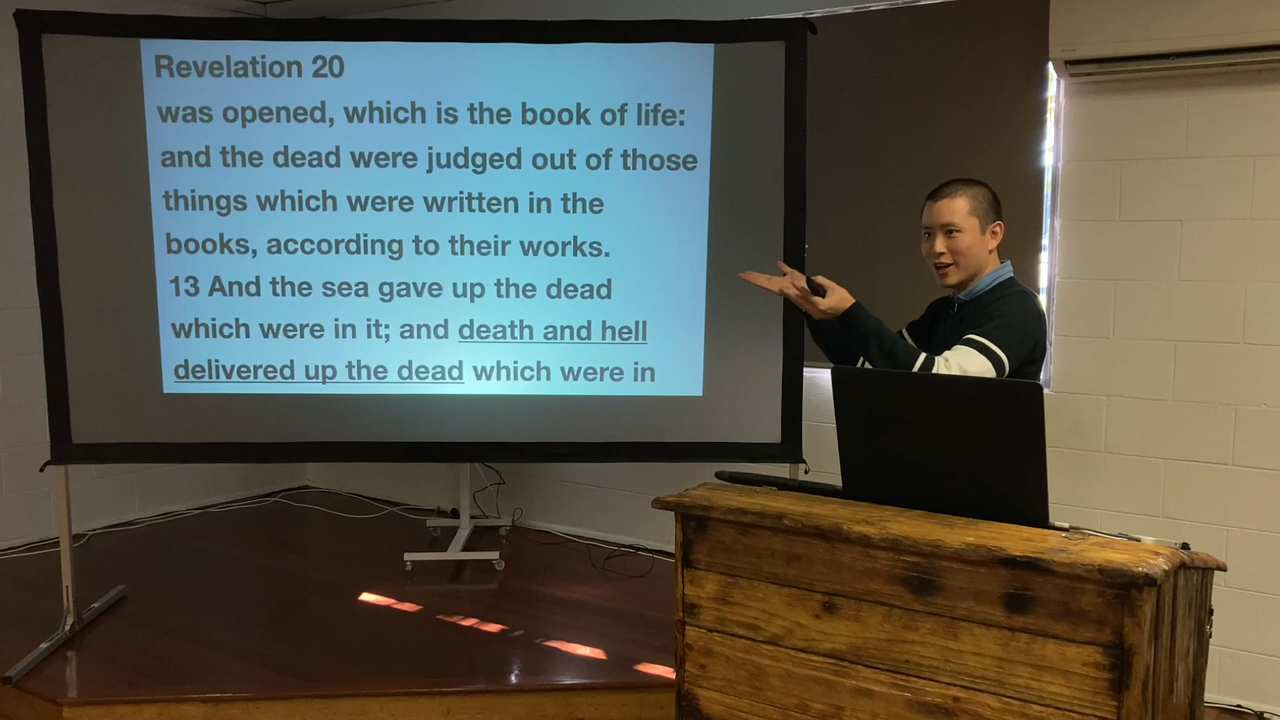 Revelation 20
was opened, which is the book of life:
and the dead were judged out of those
things which were written in the
books, according to their works.
13 And the sea gave up the dead
which were in it; and death and hell
delivered up the dead which were in